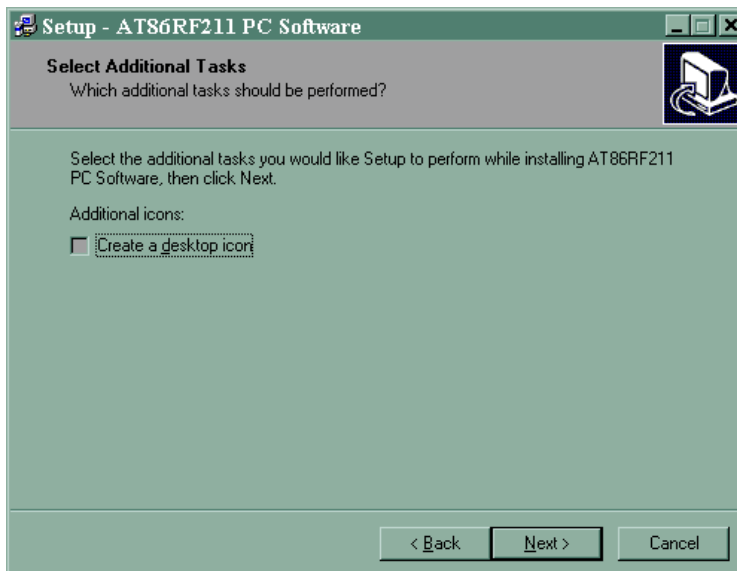 Setup - AT86RF211 PC Software
Select Additional Tasks
Which additional tasks should be performed?
Select the additional tasks you would like Setup to perform while installing AT86RF211
PC Software, then click Next.
Additional icons:
Create a desktop icon
< Back
Next >
Cancel